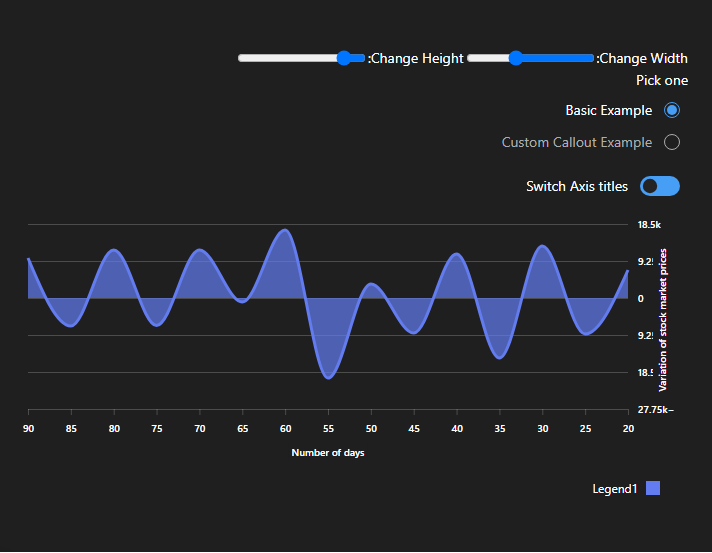 :Change Height :Change Width
Pick one
Basic Example
Custom Callout Example
Switch Axis titles
18.5k
0
27.75k−
Variation of stock market prices
90 85 80 75 70 65 60 55 50 45 40 35 30 25 20
Number of days
Legend1